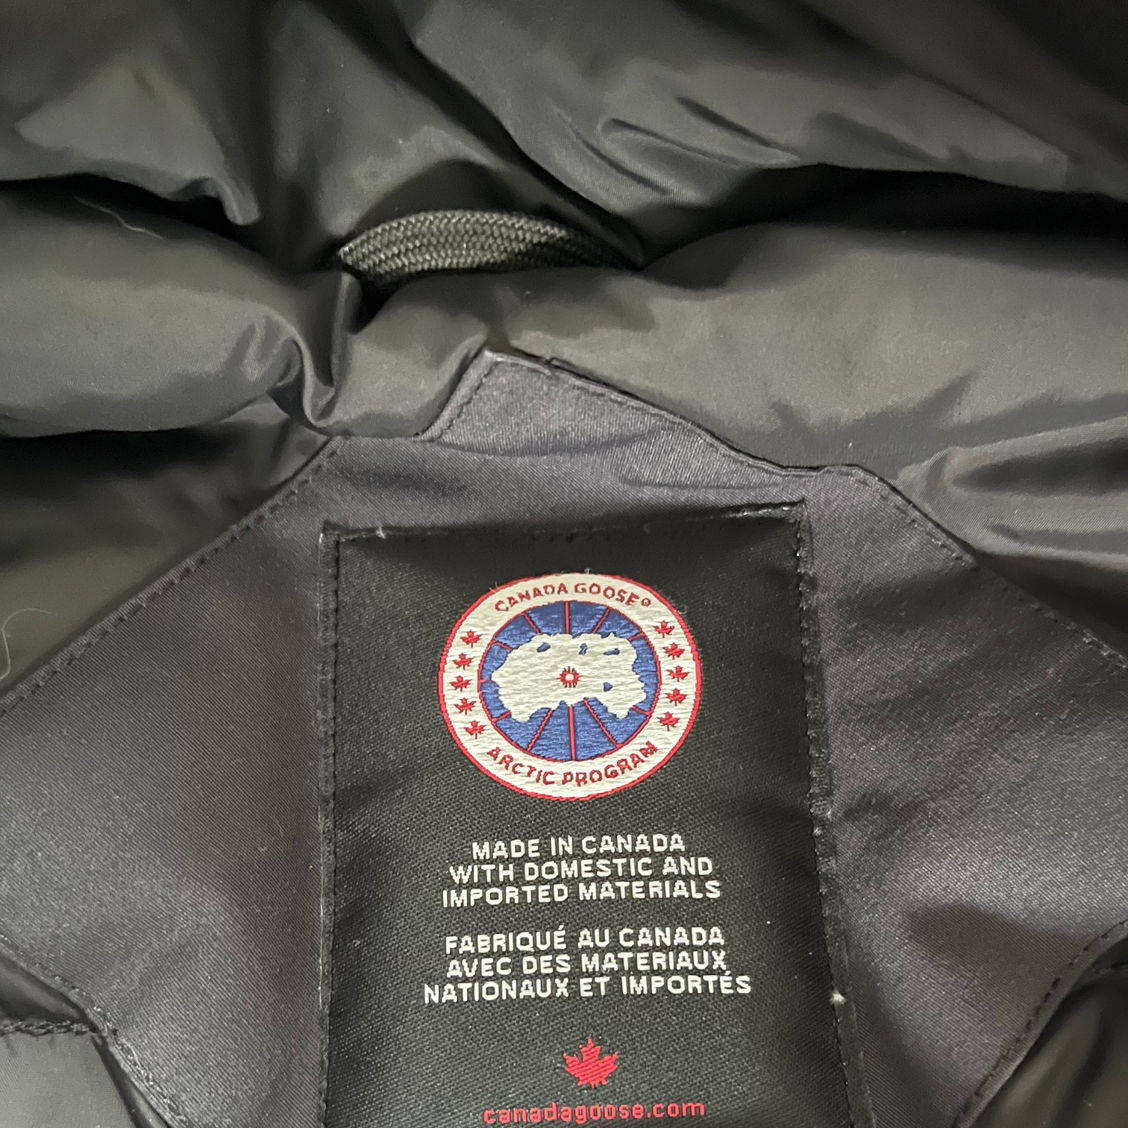 CANADA GOOSE®
ARCTIC PROGRAM
MADE IN CANADA
WITH DOMESTIC AND
IMPORTED MATERIALS
FABRIQUÉ AU CANADA
AVEC DES MATERIAUX
NATIONAUX ET IMPORTÉS
canadagoose.com